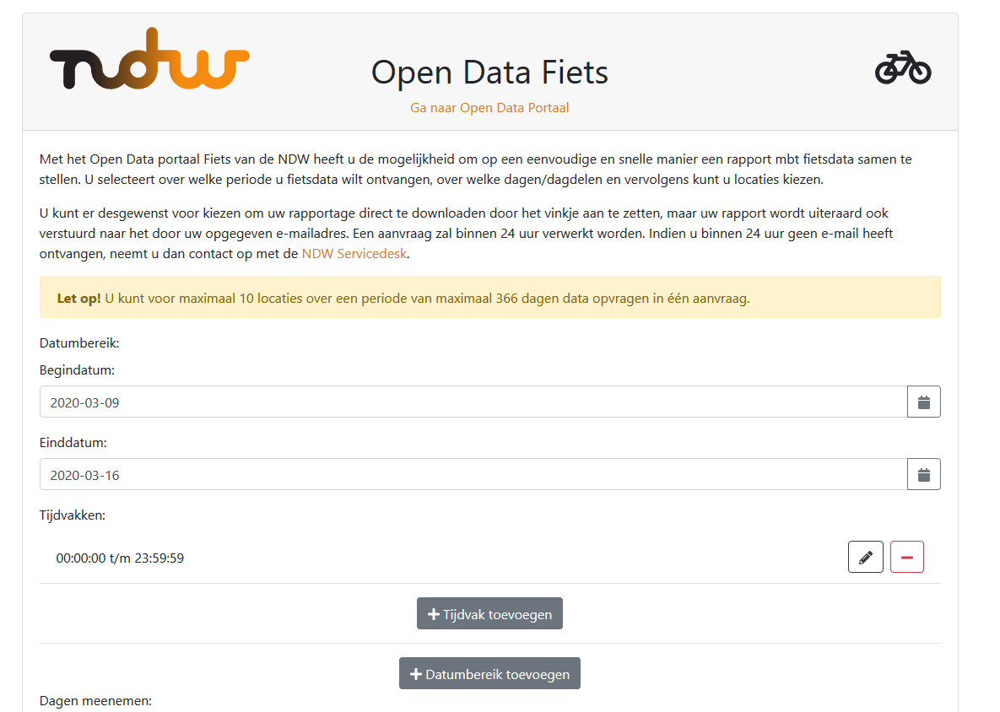 ndw
Open Data Fiets
Ga naar Open Data Portaal
Met het Open Data portaal Fiets van de NDW heeft u de mogelijkheid om op een eenvoudige en snelle manier een rapport mbt fietsdata samen te
stellen. U selecteert over welke periode u fietsdata wilt ontvangen, over welke dagen/dagdelen en vervolgens kunt u locaties kiezen.
U kunt er desgewenst voor kiezen om uw rapportage direct te downloaden door het vinkje aan te zetten, maar uw rapport wordt uiteraard ook
verstuurd naar het door uw opgegeven e-mailadres. Een aanvraag zal binnen 24 uur verwerkt worden. Indien u binnen 24 uur geen e-mail heeft
ontvangen, neemt u dan contact op met de NDW Servicedesk.
Let op! U kunt voor maximaal 10 locaties over een periode van maximaal 366 dagen data opvragen in één aanvraag.
Datumbereik:
Begindatum:
2020-03-09
Einddatum:
2020-03-16
Tijdvakken:
00:00:00 t/m 23:59:59
Tijdvak toevoegen
Datumbereik toevoegen
Dagen meenemen: